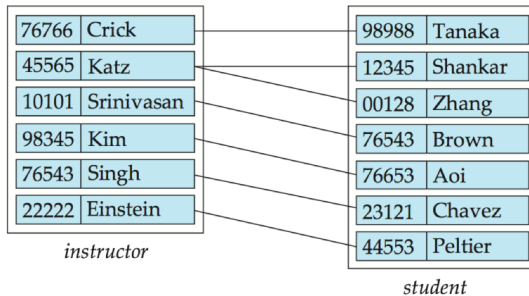 76766 Crick
45565 Katz
10101 Srinivasan
98345 Kim
76543 Singh
22222 Einstein
instructor
98988 Tanaka
12345 Shankar
00128 Zhang
76543 Brown
76653 Aoi
23121 Chavez
44553 Peltier
student